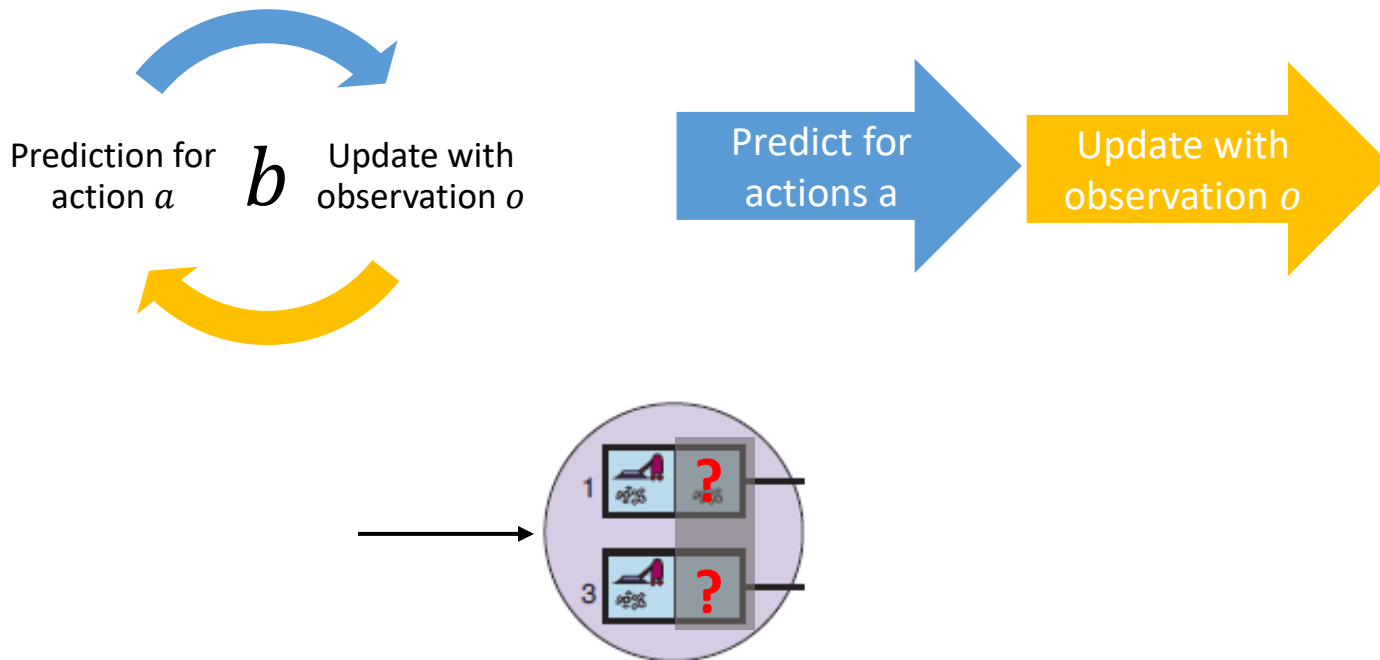 Prediction for
action a
b
Update with
observation o
Predict for
actions a
Update with
observation o
1
?
3
?